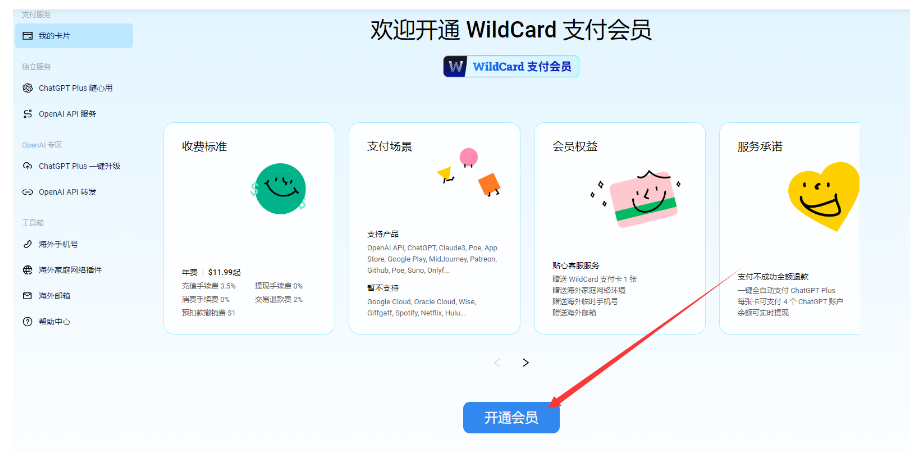 支付服务
我的卡片
独立服务
ChatGPT Plus 随心用
OpenAI API 服务
OpenAI 专区
ChatGPT Plus 一键升级
OpenAI API 转发
工具箱
海外手机号
海外家庭网络插件
海外邮箱
帮助中心
欢迎开通 WildCard 支付会员
WildCard 支付会员
收费标准
年费 | $11.99起
充值手续费 3.5%
提现手续费 0%
消费手续费 0%
交易退款费 2%
预扣款撤销费 $1
支付场景
支持产品
OpenAI API, ChatGPT, Claude3, Poe, App
Store, Google Play, MidJourney, Patreon,
Github, Poe, Suno, Onlyf...
暂不支持
Google Cloud, Oracle Cloud, Wise,
Giffgaff, Spotify, Netflix, Hulu...
会员权益
贴心客服服务
赠送 WildCard 支付卡 1 张
赠送海外家庭网络环境
赠送海外临时手机号
赠送海外邮箱
服务承诺
支付不成功全额退款
一键全自动支付 ChatGPT Plus
每张卡可支付 4 个 ChatGPT 账户
余额可实时提现
开通会员